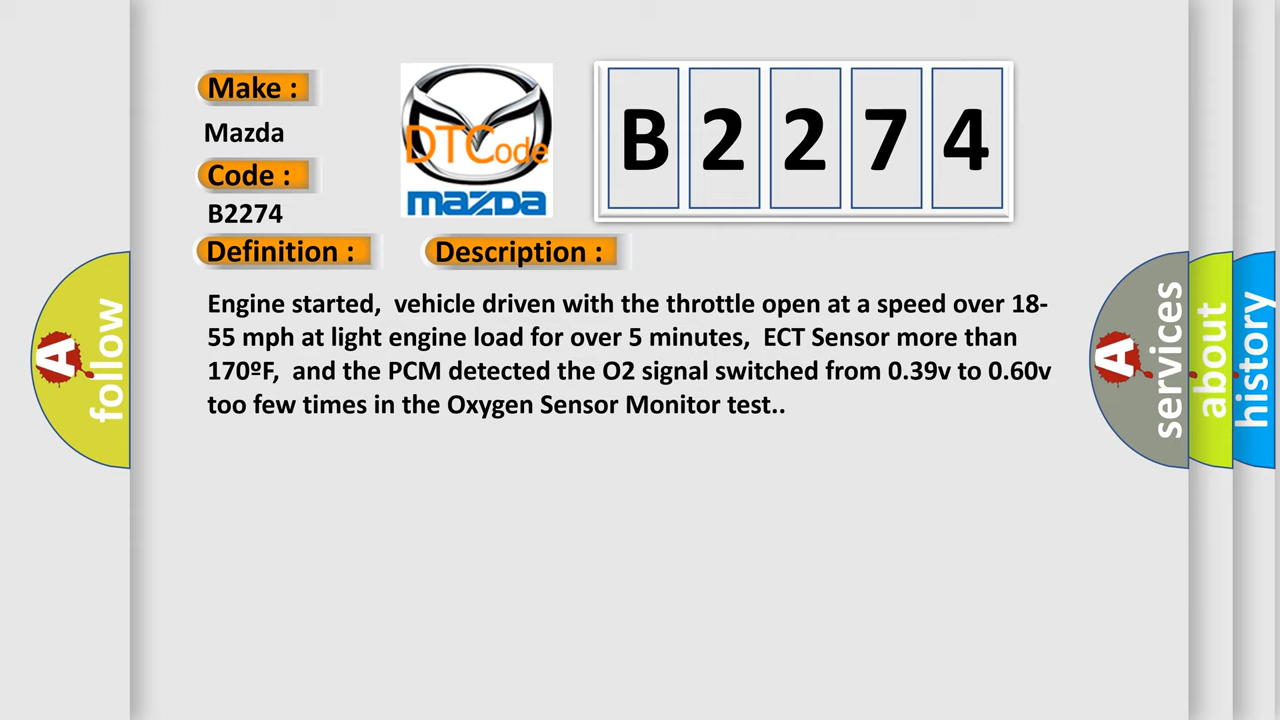 Make :
Mazda
Code :
B2274
Definition :
Description :
DTCode
mazda
B 2 2 7 4
Engine started,  vehicle driven with the throttle open at a speed over 18-
55 mph at light engine load for over 5 minutes,  ECT Sensor more than
170ºF,  and the PCM detected the O2 signal switched from 0.39v to 0.60v
too few times in the Oxygen Sensor Monitor test..
A
follow
A
services
about
history